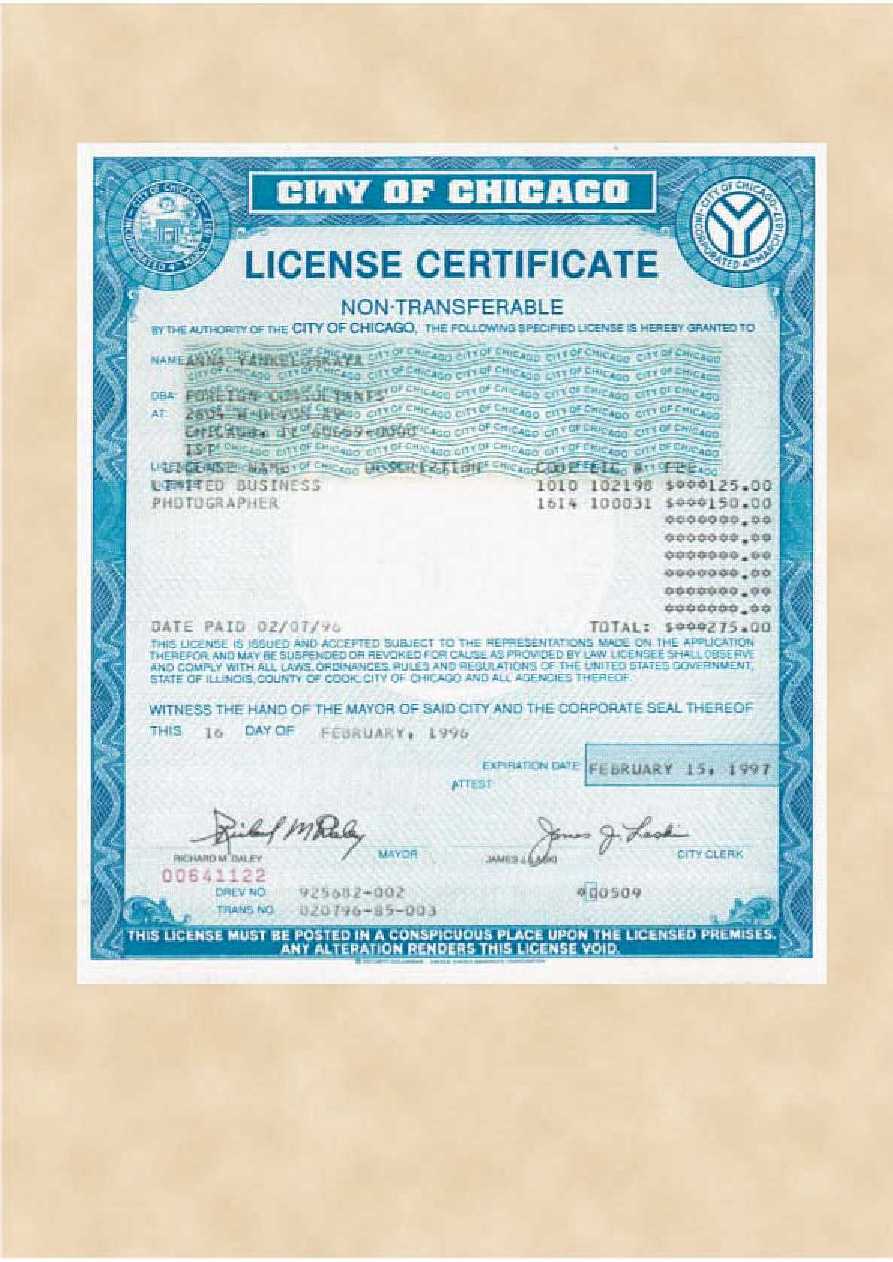 CITY OF CHICAGO
LICENSE CERTIFICATE
NON-TRANSFERABLE
BY THE AUTHORITY OF THE CITY OF CHICAGO, THE FOLLOWING SPECIFIED LICENSE IS HEREBY GRANTED TO
NAME ANNA
DBA: FOREIGN CONSULTANTS
AT: 2604 W DEVON AV
CHICAGO, 60659-0000
1ST
LICENSE NAME DESCRIPTION CODE LIC # FEE
LIMITED BUSINESS 1010 102198 $***125.00
PHOTOGRAPHER 1614 100031 $***150.00
*******.**
*******.**
*******.**
*******.**
*******.**
*******.**
DATE PAID 02/07/96 TOTAL: $***275.00
THIS LICENSE IS ISSUED AND ACCEPTED SUBJECT TO THE REPRESENTATIONS MADE ON THE APPLICATION
THEREFOR, AND MAY BE SUSPENDED OR REVOKED FOR CAUSE AS PROVIDED BY LAW. LICENSEE SHALL OBSERVE
AND COMPLY WITH ALL LAWS, ORDINANCES, RULES AND REGULATIONS OF THE UNITED STATES GOVERNMENT,
STATE OF ILLINOIS, COUNTY OF COOK, CITY OF CHICAGO AND ALL AGENCIES THEREOF.
WITNESS THE HAND OF THE MAYOR OF SAID CITY AND THE CORPORATE SEAL THEREOF
THIS 16 DAY OF FEBRUARY, 1996
EXPIRATION DATE FEBRUARY 15, 1997
ATTEST:
Richard M Daley James J. Laski
RICHARD M. DALEY MAYOR JAMES J. LASKI CITY CLERK
00641122
DREV NO. 925682-002 *00509
TRANS NO. 020796-85-003
THIS LICENSE MUST BE POSTED IN A CONSPICUOUS PLACE UPON THE LICENSED PREMISES.
ANY ALTERATION RENDERS THIS LICENSE VOID.